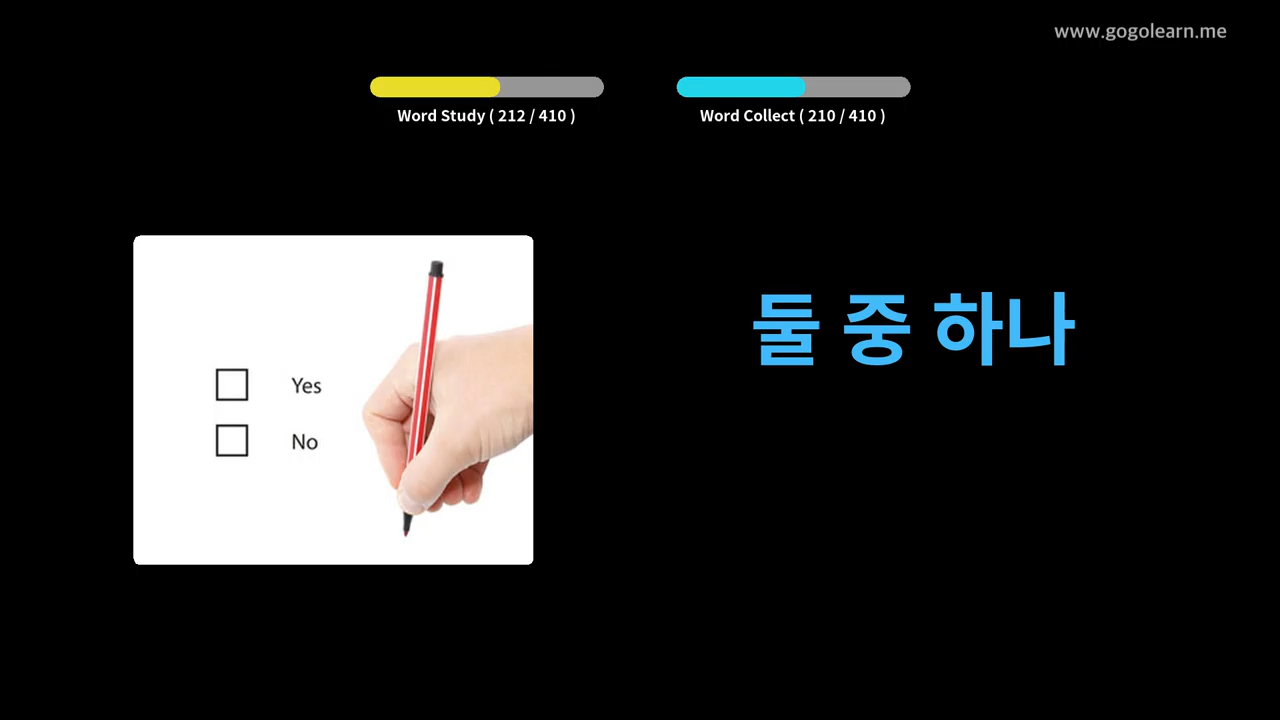 www.gogolearn.me
Word Study ( 212 / 410 )
Word Collect ( 210 / 410 )
Yes
No
둘 중 하나